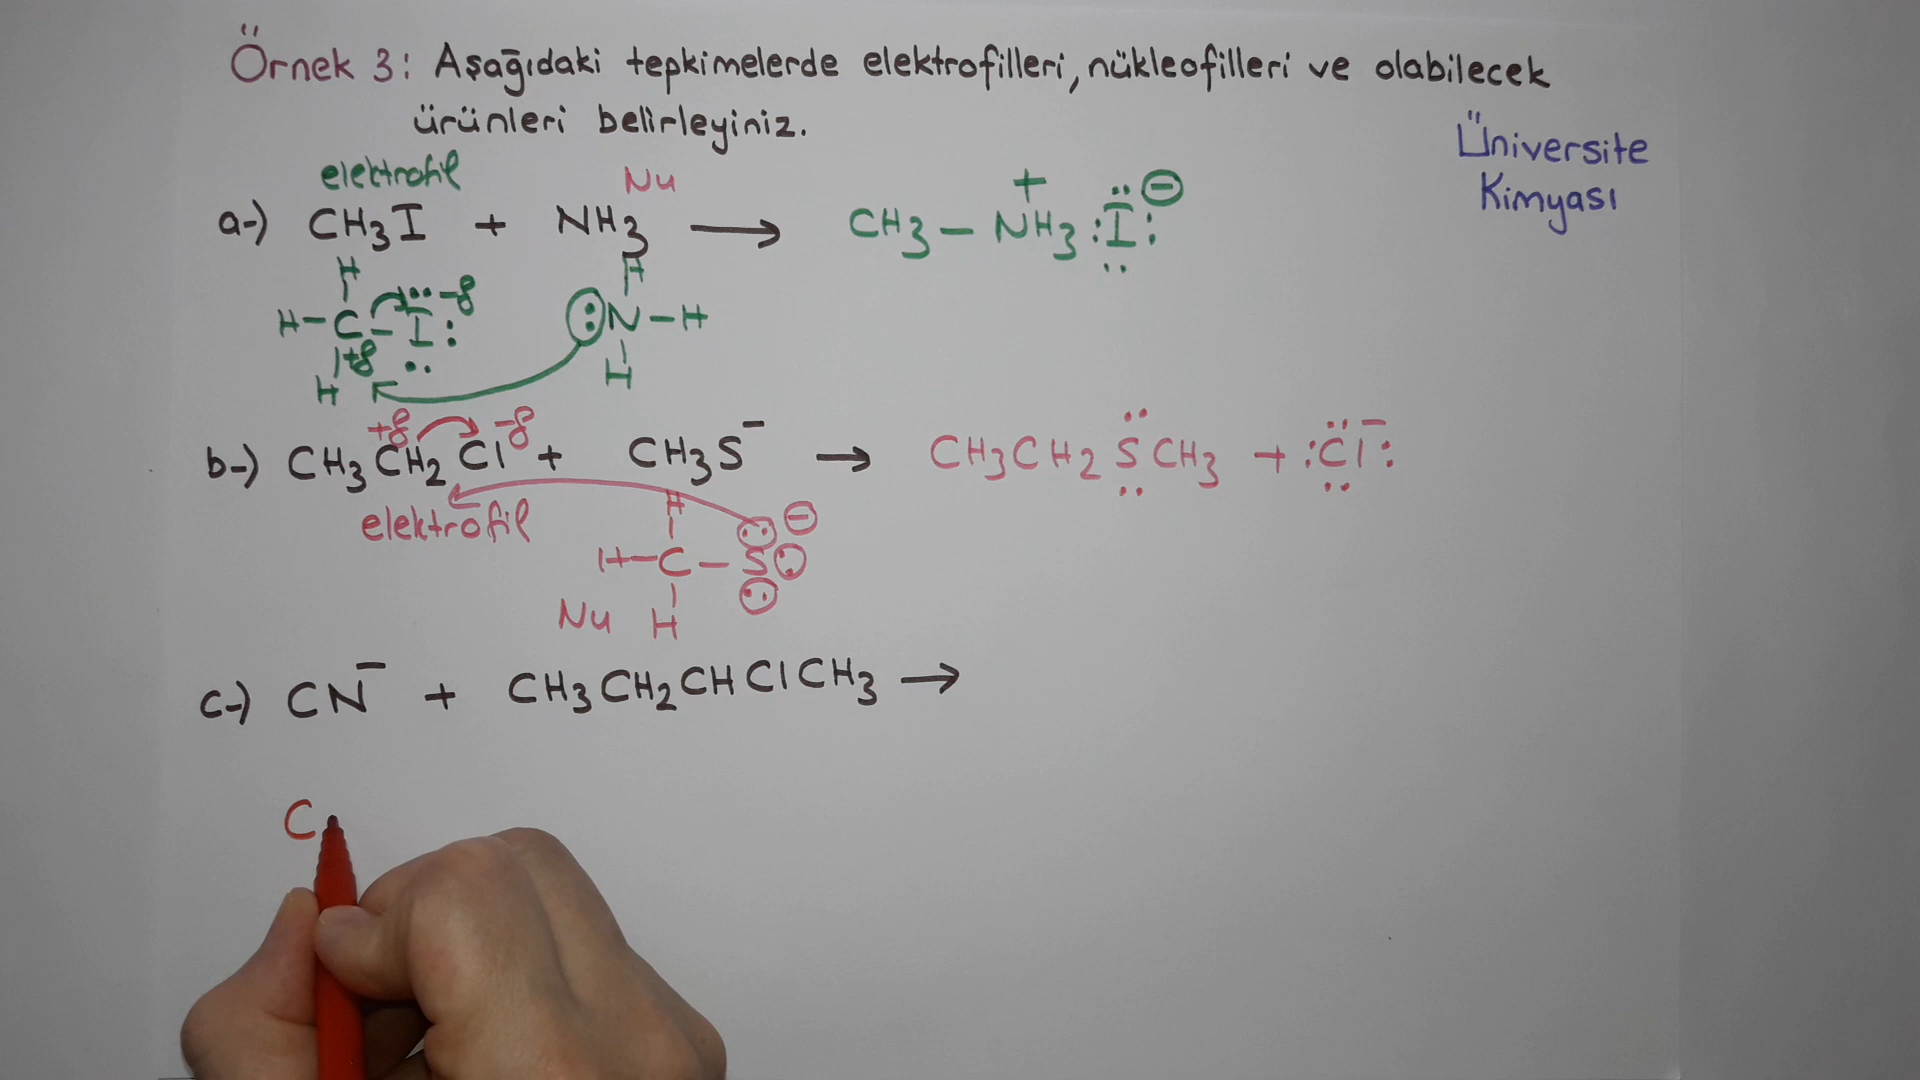 Örnek 3: Aşağıdaki tepkimelerde elektrofilleri, nükleofilleri ve olabilecek
ürünleri belirleyiniz.
Üniversite
Kimyası
elektrofil Nu
a-) CH3I + NH3 → CH3 – NH3 + :I: ⊖
H
H – C – I: -δ
+δ
H
H
:N – H
H
+δ -δ
b-) CH3CH2Cl + CH3S⁻ → CH3CH2SCH3 + :Cl:⁻
elektrofil
H
H – C – S ⊖
Nu H
c-) CN⁻ + CH3CH2CHClCH3 →
C